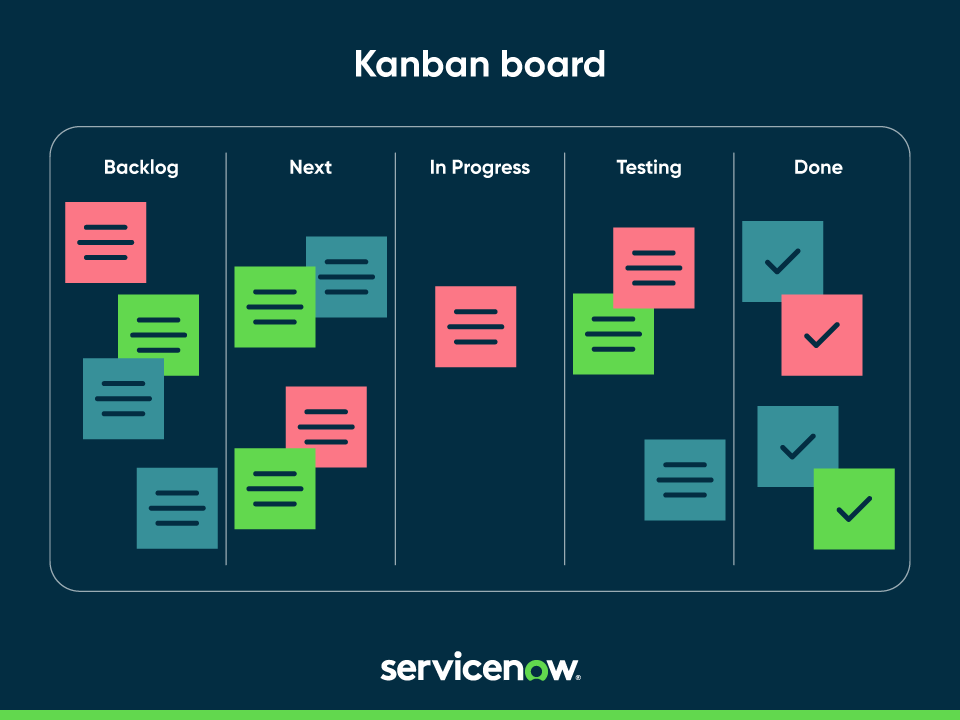 Kanban board
Backlog
Next
In Progress
Testing
Done
servicenow®